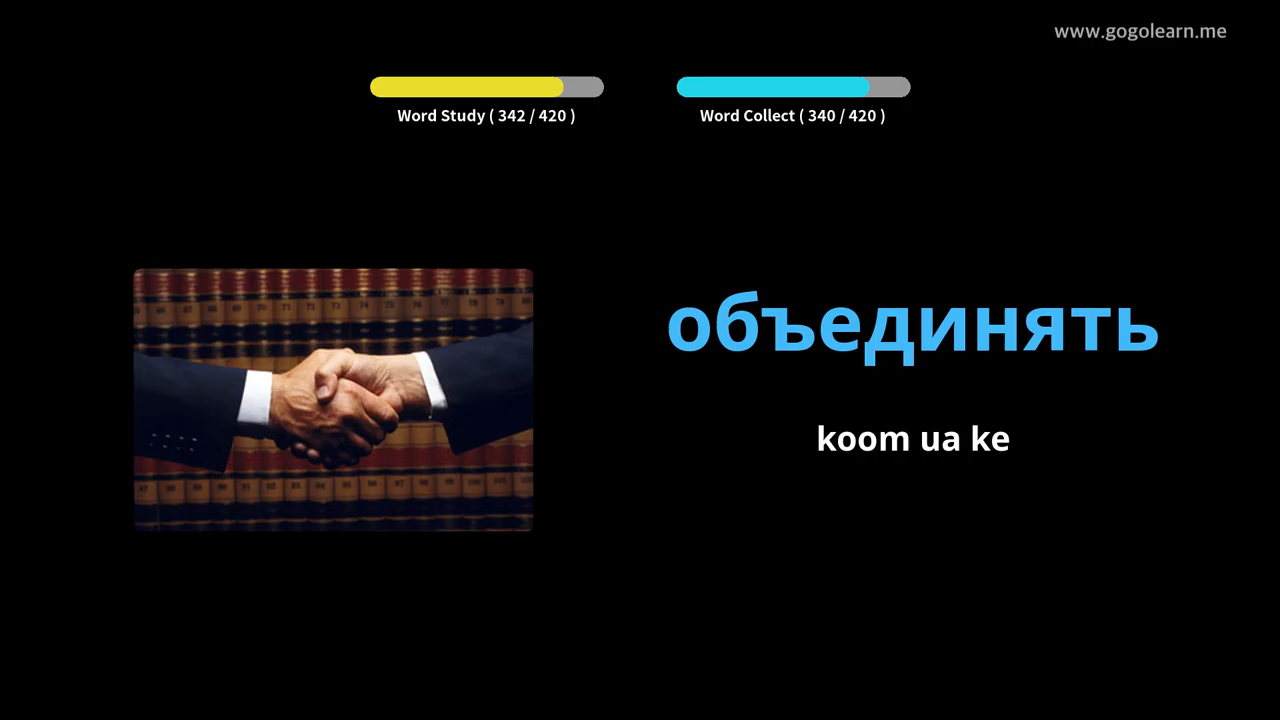 www.gogolearn.me
Word Study ( 342 / 420 )
Word Collect ( 340 / 420 )
объединять
koom ua ke